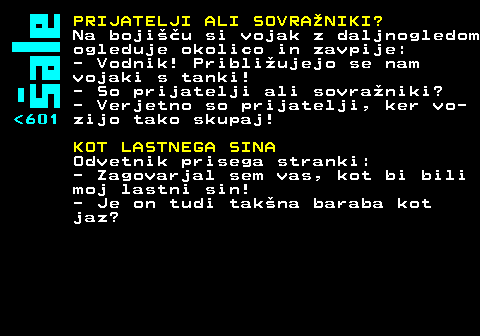 Šale
<601
PRIJATELJI ALI SOVRAŽNIKI?
Na bojišču si vojak z daljnogledom
ogleduje okolico in zavpije:
- Vodnik! Približujejo se nam
vojaki s tanki!
- So prijatelji ali sovražniki?
- Verjetno so prijatelji, ker vo-
zijo tako skupaj!
KOT LASTNEGA SINA
Odvetnik prisega stranki:
- Zagovarjal sem vas, kot bi bili
moj lastni sin!
- Je on tudi takšna baraba kot
jaz?